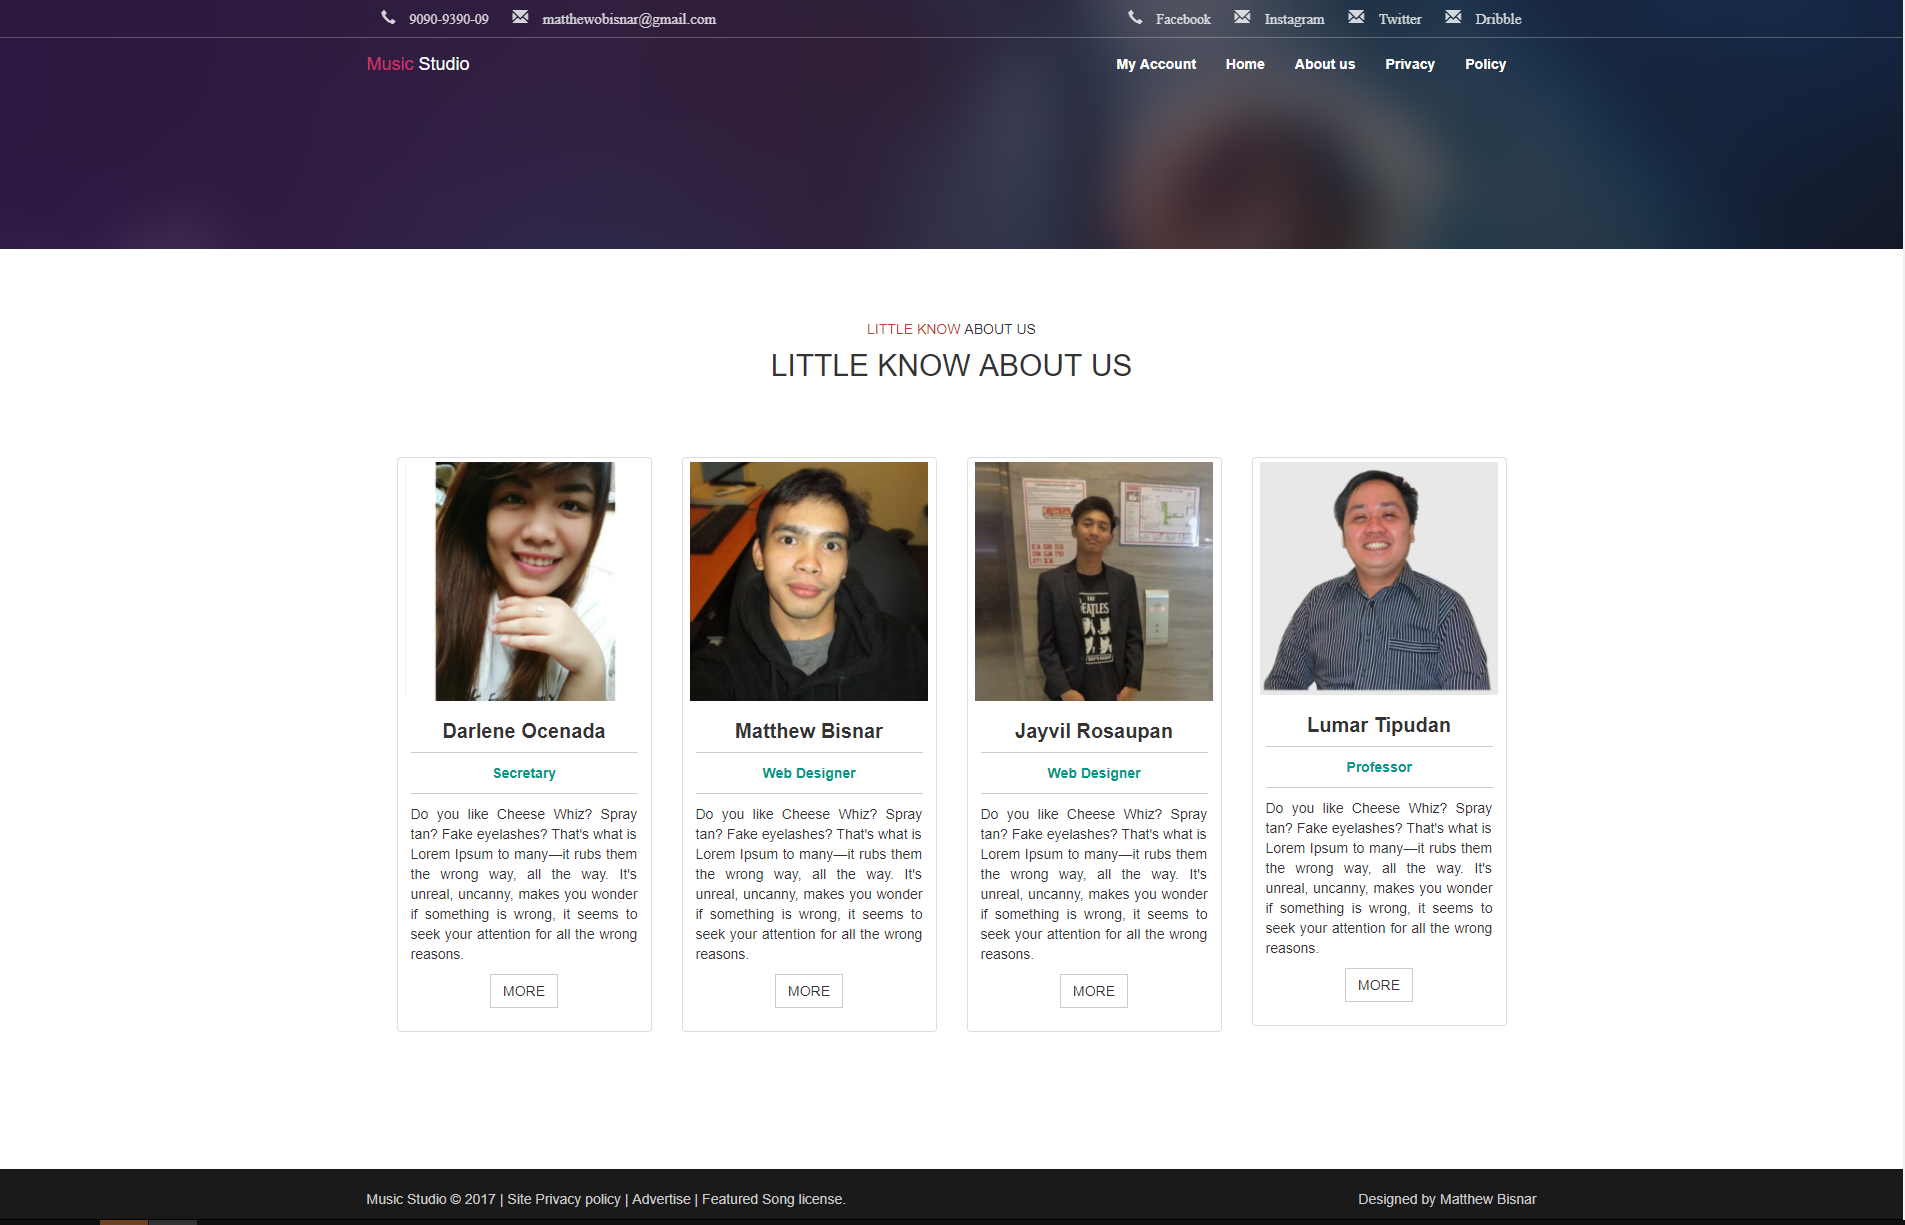 9090-9390-09 matthewobisnar@gmail.com Facebook Instagram Twitter Dribble
Music Studio My Account Home About us Privacy Policy
LITTLE KNOW ABOUT US
LITTLE KNOW ABOUT US
THE
EATLES
Darlene Ocenada
Secretary
Do you like Cheese Whiz? Spray
tan? Fake eyelashes? That's what is
Lorem Ipsum to many—it rubs them
the wrong way, all the way. It's
unreal, uncanny, makes you wonder
if something is wrong, it seems to
seek your attention for all the wrong
reasons.
MORE
Matthew Bisnar
Web Designer
Do you like Cheese Whiz? Spray
tan? Fake eyelashes? That's what is
Lorem Ipsum to many—it rubs them
the wrong way, all the way. It's
unreal, uncanny, makes you wonder
if something is wrong, it seems to
seek your attention for all the wrong
reasons.
MORE
Jayvil Rosaupan
Web Designer
Do you like Cheese Whiz? Spray
tan? Fake eyelashes? That's what is
Lorem Ipsum to many—it rubs them
the wrong way, all the way. It's
unreal, uncanny, makes you wonder
if something is wrong, it seems to
seek your attention for all the wrong
reasons.
MORE
Lumar Tipudan
Professor
Do you like Cheese Whiz? Spray
tan? Fake eyelashes? That's what is
Lorem Ipsum to many—it rubs them
the wrong way, all the way. It's
unreal, uncanny, makes you wonder
if something is wrong, it seems to
seek your attention for all the wrong
reasons.
MORE
Music Studio © 2017 | Site Privacy policy | Advertise | Featured Song license. Designed by Matthew Bisnar